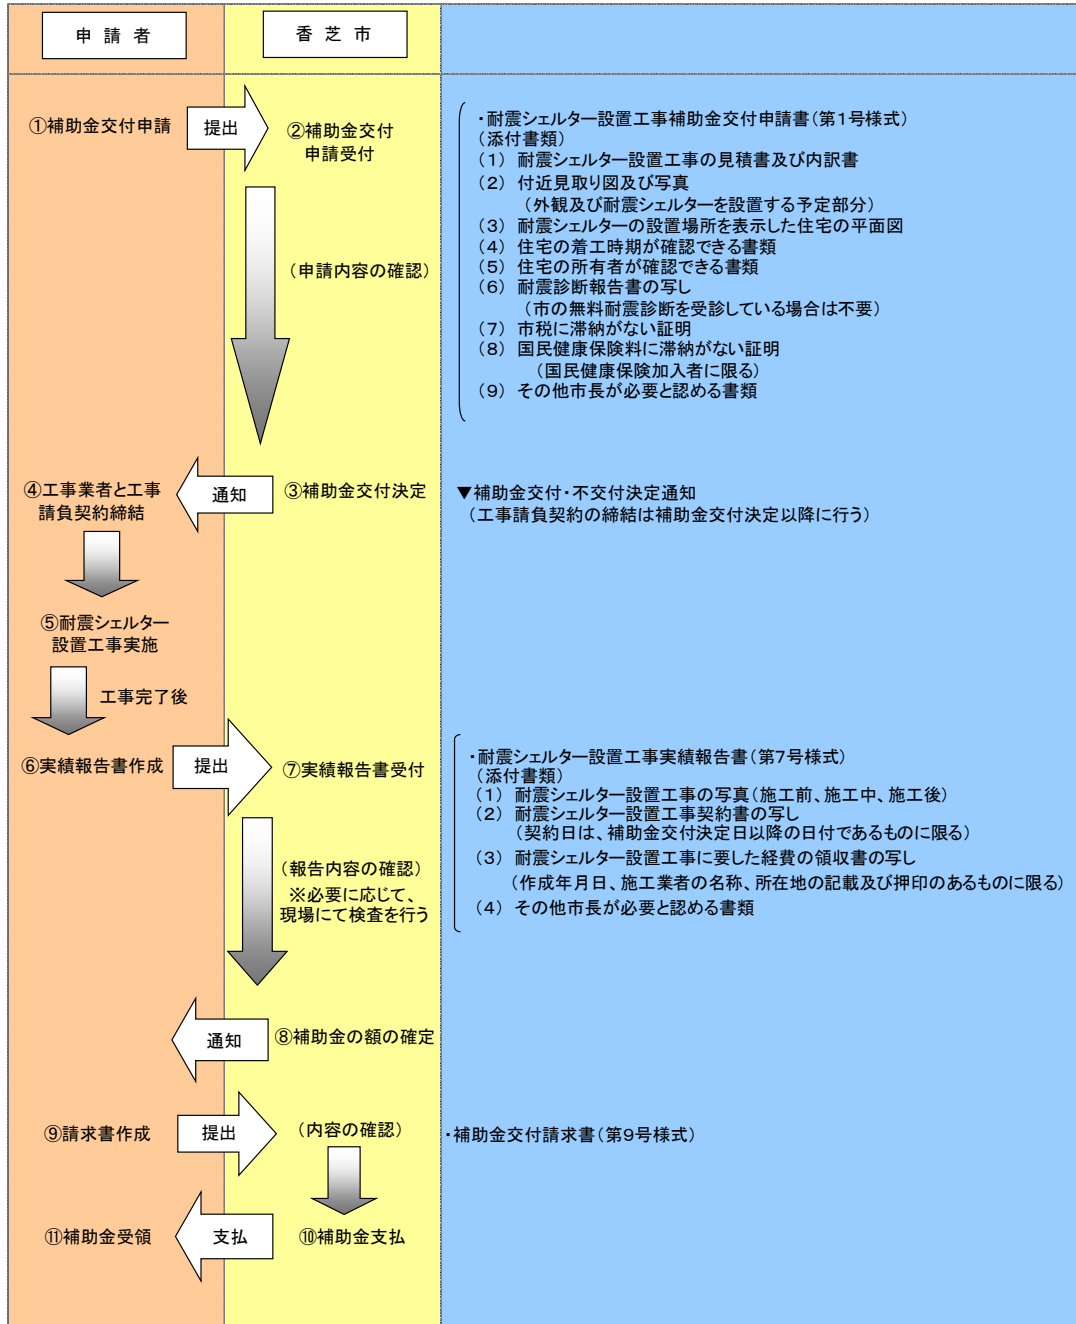 申請者
香芝市
①補助金交付申請
提出
②補助金交付
申請受付
・耐震シェルター設置工事補助金交付申請書(第1号様式)
(添付書類)
(1) 耐震シェルター設置工事の見積書及び内訳書
(2) 付近見取り図及び写真
(外観及び耐震シェルターを設置する予定部分)
(3) 耐震シェルターの設置場所を表示した住宅の平面図
(4) 住宅の着工時期が確認できる書類
(5) 住宅の所有者が確認できる書類
(6) 耐震診断報告書の写し
(市の無料耐震診断を受診している場合は不要)
(7) 市税に滞納がない証明
(8) 国民健康保険料に滞納がない証明
(国民健康保険加入者に限る)
(9) その他市長が必要と認める書類
(申請内容の確認)
④工事業者と工事
請負契約締結
通知
③補助金交付決定
▼補助金交付・不交付決定通知
(工事請負契約の締結は補助金交付決定以降に行う)
⑤耐震シェルター
設置工事実施
工事完了後
⑥実績報告書作成
提出
⑦実績報告書受付
・耐震シェルター設置工事実績報告書(第7号様式)
(添付書類)
(1) 耐震シェルター設置工事の写真(施工前、施工中、施工後)
(2) 耐震シェルター設置工事契約書の写し
(契約日は、補助金交付決定日以降の日付であるものに限る)
(3) 耐震シェルター設置工事に要した経費の領収書の写し
(作成年月日、施工業者の名称、所在地の記載及び押印のあるものに限る)
(4) その他市長が必要と認める書類
(報告内容の確認)
※必要に応じて、
現場にて検査を行う
通知
⑧補助金の額の確定
⑨請求書作成
提出
(内容の確認)
・補助金交付請求書(第9号様式)
⑪補助金受領
支払
⑩補助金支払